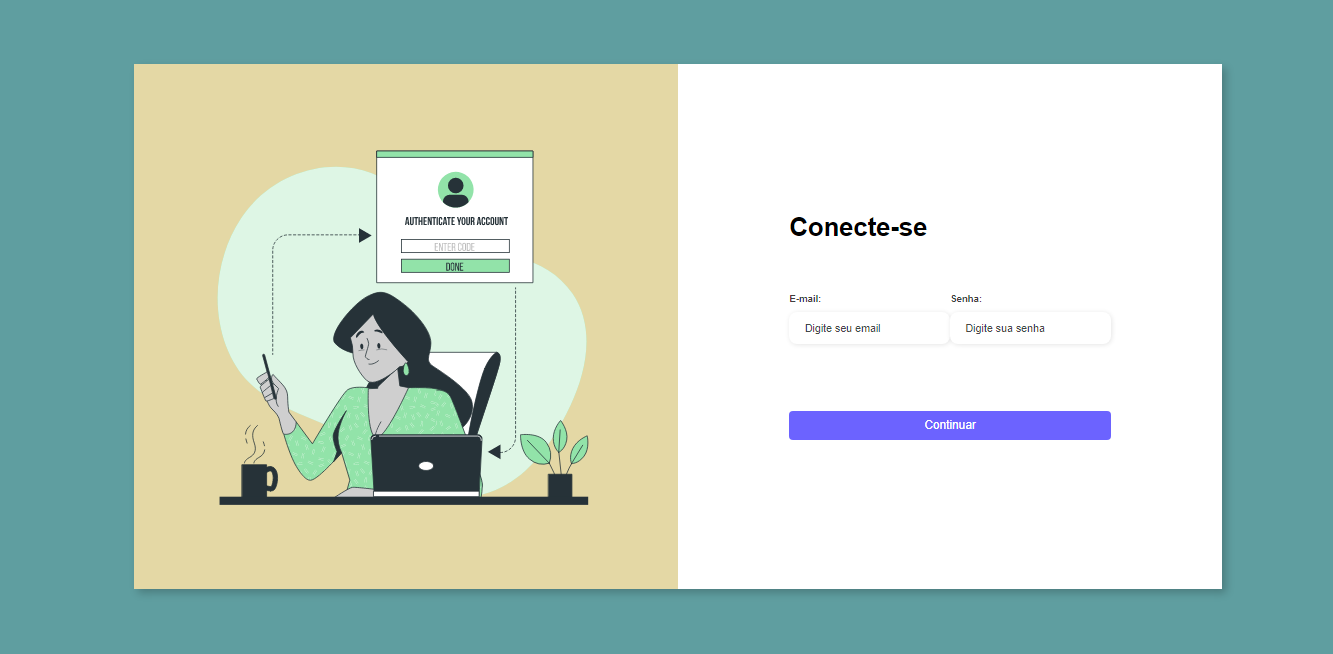 AUTHENTICATE YOUR ACCOUNT
ENTER CODE
DONE
Conecte-se
E-mail: Senha:
Digite seu email Digite sua senha
Continuar